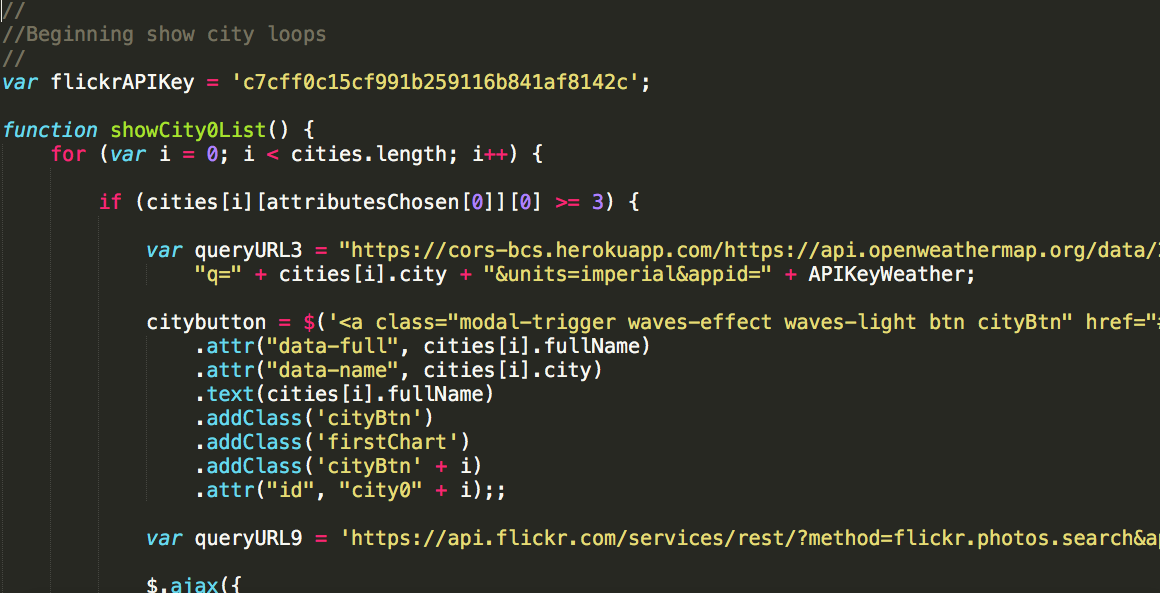 //
//Beginning show city loops
//
var flickrAPIKey = 'c7cff0c15cf991b259116b841af8142c';
function showCity0List() {
for (var i = 0; i < cities.length; i++) {
if (cities[i][attributesChosen[0]][0] >= 3) {
var queryURL3 = "https://cors-bcs.herokuapp.com/https://api.openweathermap.org/data/
"q=" + cities[i].city + "&units=imperial&appid=" + APIKeyWeather;
citybutton = $('<a class="modal-trigger waves-effect waves-light btn cityBtn" href="
.attr("data-full", cities[i].fullName)
.attr("data-name", cities[i].city)
.text(cities[i].fullName)
.addClass('cityBtn')
.addClass('firstChart')
.addClass('cityBtn' + i)
.attr("id", "city0" + i);;
var queryURL9 = 'https://api.flickr.com/services/rest/?method=flickr.photos.search&a
$.ajax({